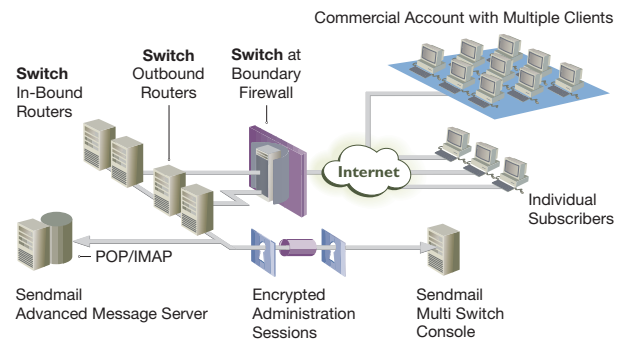 Commercial Account with Multiple Clients
Switch
In-Bound
Routers
Switch
Outbound
Routers
Switch at
Boundary
Firewall
Internet
Individual
Subscribers
POP/IMAP
Sendmail
Advanced Message Server
Encrypted
Administration
Sessions
Sendmail
Multi Switch
Console